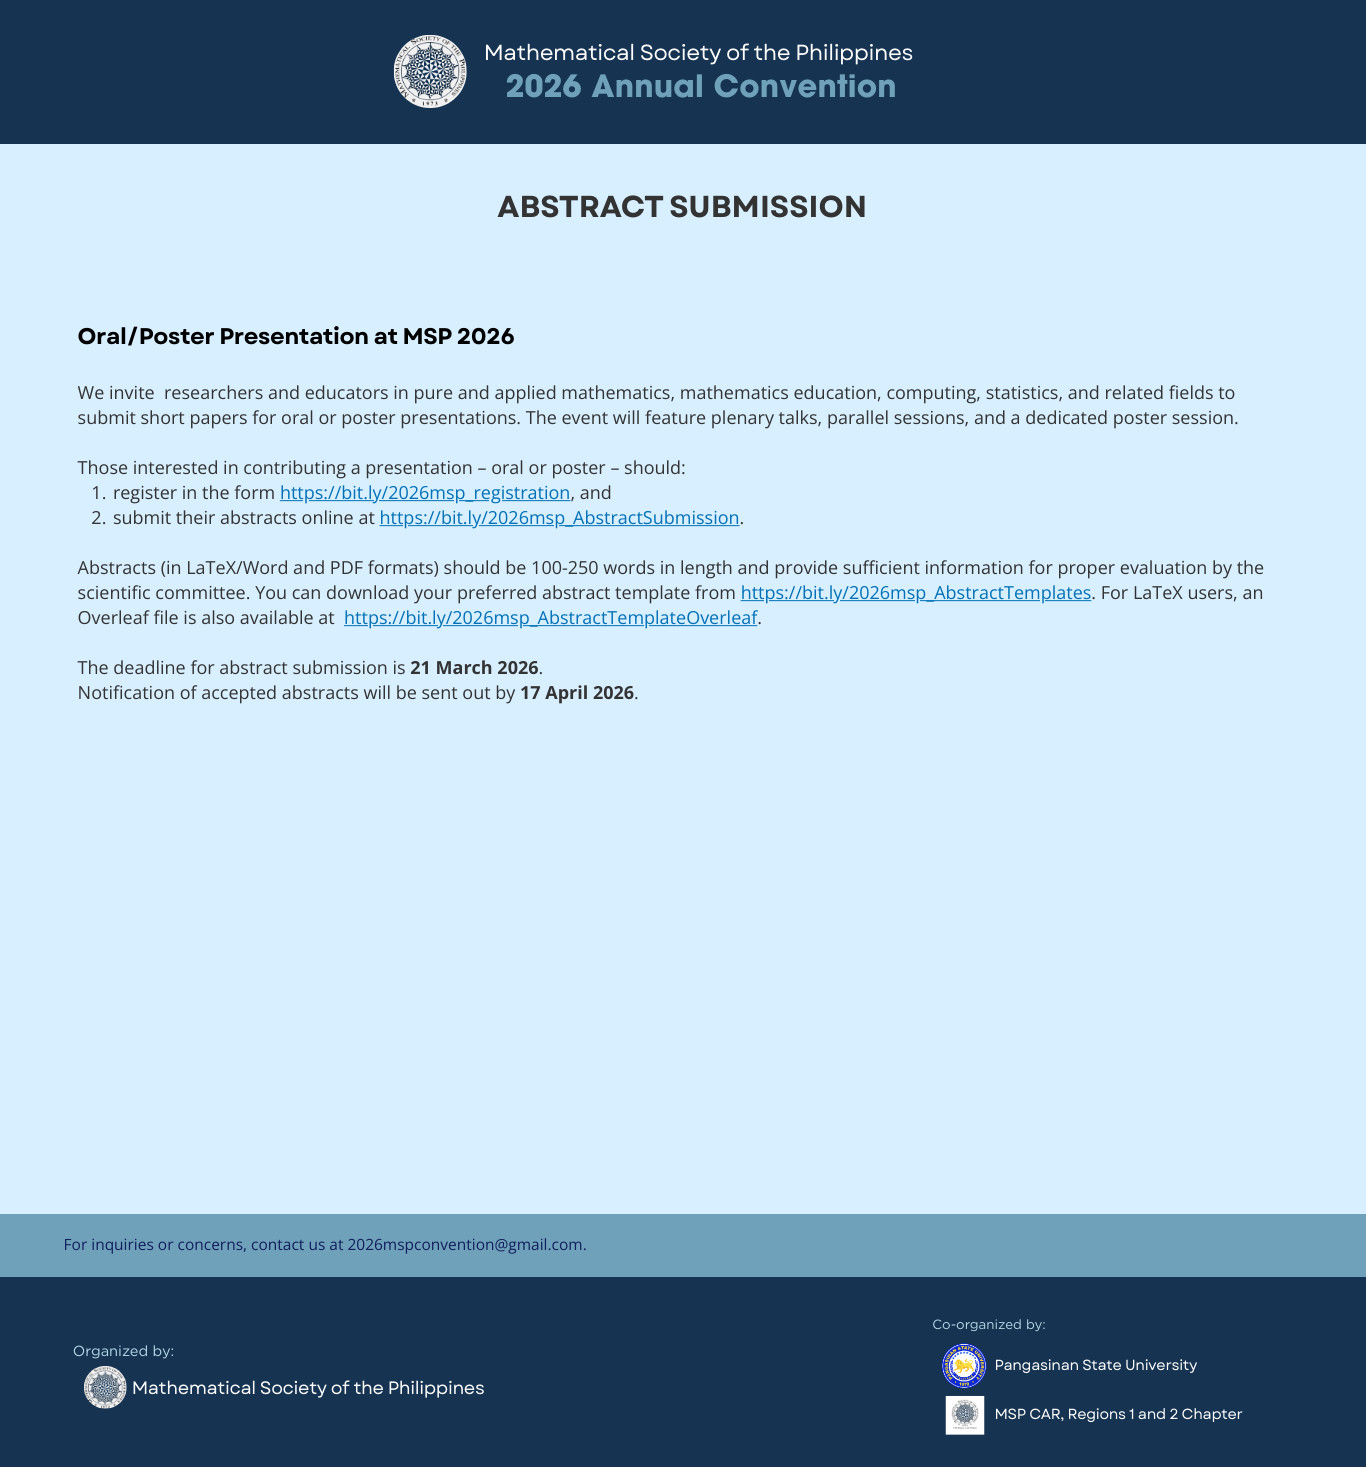 Mathematical Society of the Philippines
2026 Annual Convention
MATHEMATICAL SOCIETY OF THE PHILIPPINES
1973
ABSTRACT SUBMISSION
Oral/Poster Presentation at MSP 2026
We invite  researchers and educators in pure and applied mathematics, mathematics education, computing, statistics, and related fields to
submit short papers for oral or poster presentations. The event will feature plenary talks, parallel sessions, and a dedicated poster session.
Those interested in contributing a presentation – oral or poster – should:
1. register in the form https://bit.ly/2026msp_registration, and
2. submit their abstracts online at https://bit.ly/2026msp_AbstractSubmission.
Abstracts (in LaTeX/Word and PDF formats) should be 100-250 words in length and provide sufficient information for proper evaluation by the
scientific committee. You can download your preferred abstract template from https://bit.ly/2026msp_AbstractTemplates. For LaTeX users, an
Overleaf file is also available at  https://bit.ly/2026msp_AbstractTemplateOverleaf.
The deadline for abstract submission is 21 March 2026.
Notification of accepted abstracts will be sent out by 17 April 2026.
For inquiries or concerns, contact us at 2026mspconvention@gmail.com.
Organized by:
Mathematical Society of the Philippines
Co-organized by:
Pangasinan State University
MSP CAR, Regions 1 and 2 Chapter